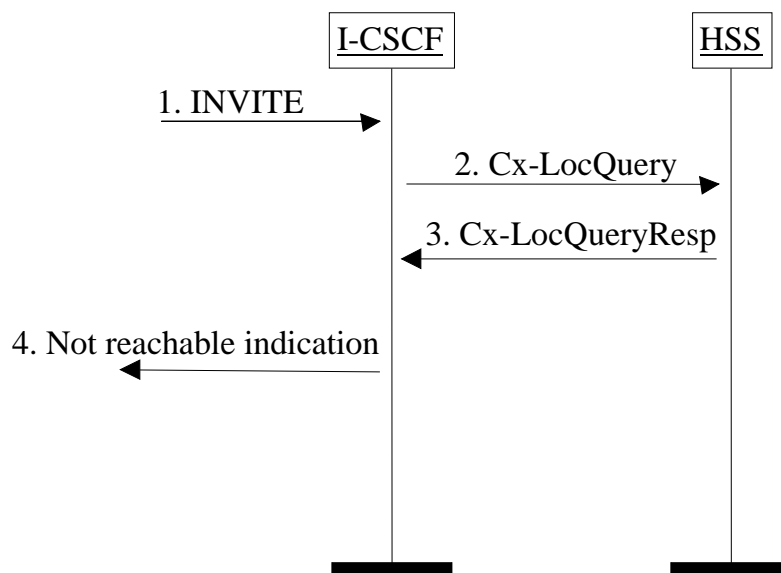 I-CSCF
HSS
1. INVITE
2. Cx-LocQuery
3. Cx-LocQueryResp
4. Not reachable indication